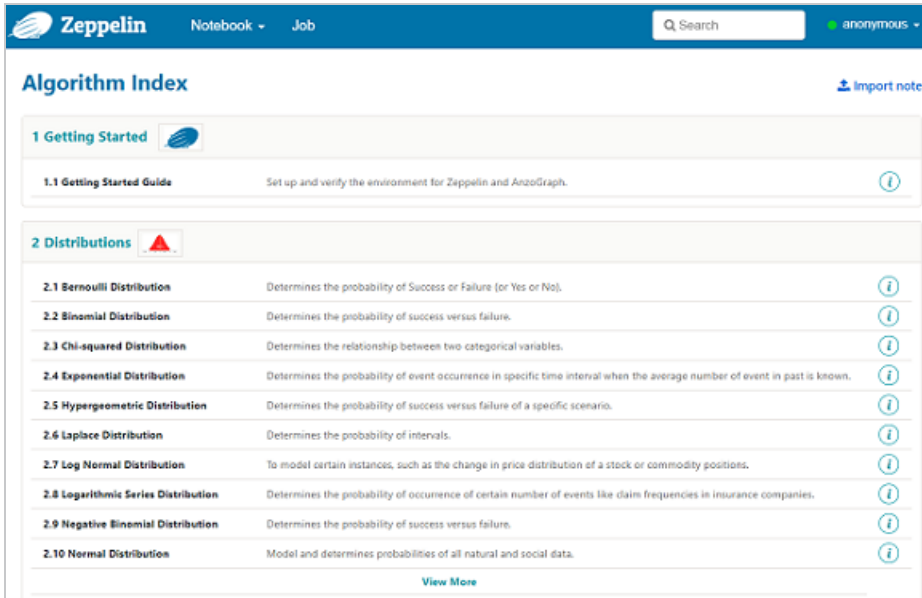 Zeppelin Notebook Job Search anonymous
Algorithm Index
Import note
1 Getting Started
1.1 Getting Started Guide Set up and verify the environment for Zeppelin and AnzoGraph.
2 Distributions
2.1 Bernoulli Distribution Determines the probability of Success or Failure (or Yes or No).
2.2 Binomial Distribution Determines the probability of success versus failure.
2.3 Chi-squared Distribution Determines the relationship between two categorical variables.
2.4 Exponential Distribution Determines the probability of event occurrence in specific time interval when the average number of event in past is known.
2.5 Hypergeometric Distribution Determines the probability of success versus failure of a specific scenario.
2.6 Laplace Distribution Determines the probability of intervals.
2.7 Log Normal Distribution To model certain instances, such as the change in price distribution of a stock or commodity positions.
2.8 Logarithmic Series Distribution Determines the probability of occurrence of certain number of events like claim frequencies in insurance companies.
2.9 Negative Binomial Distribution Determines the probability of success versus failure.
2.10 Normal Distribution Model and determines probabilities of all natural and social data.
View More